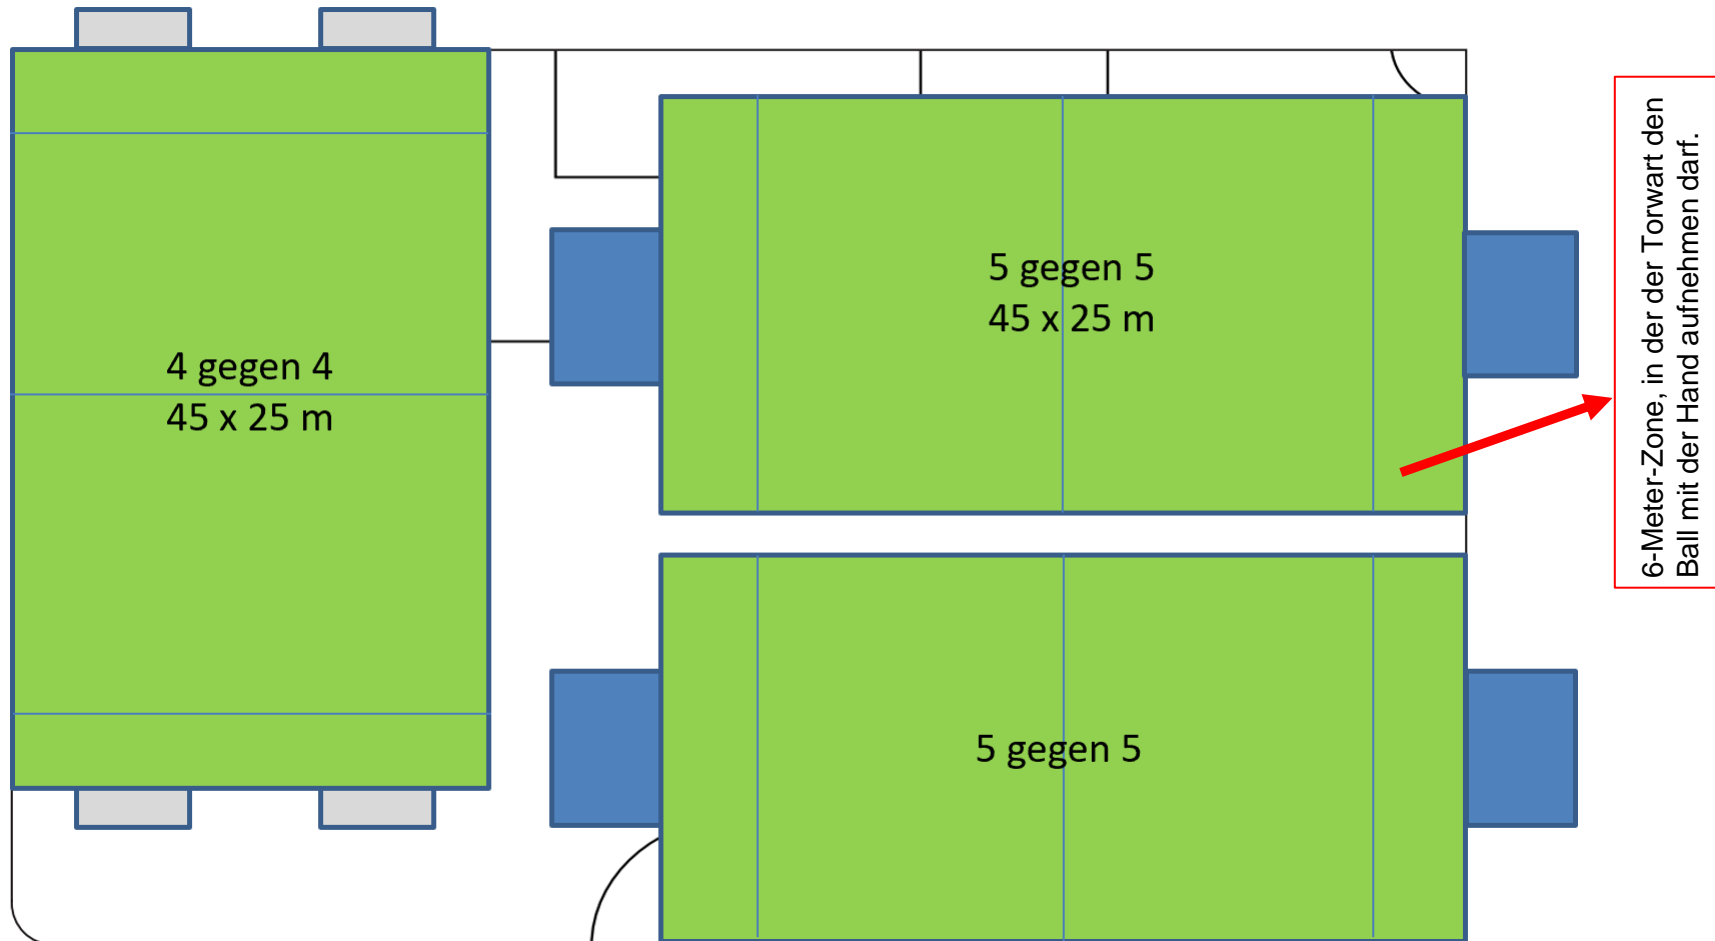 4 gegen 4
45 x 25 m
5 gegen 5
45 x 25 m
5 gegen 5
6-Meter-Zone, in der der Torwart den
Ball mit der Hand aufnehmen darf.